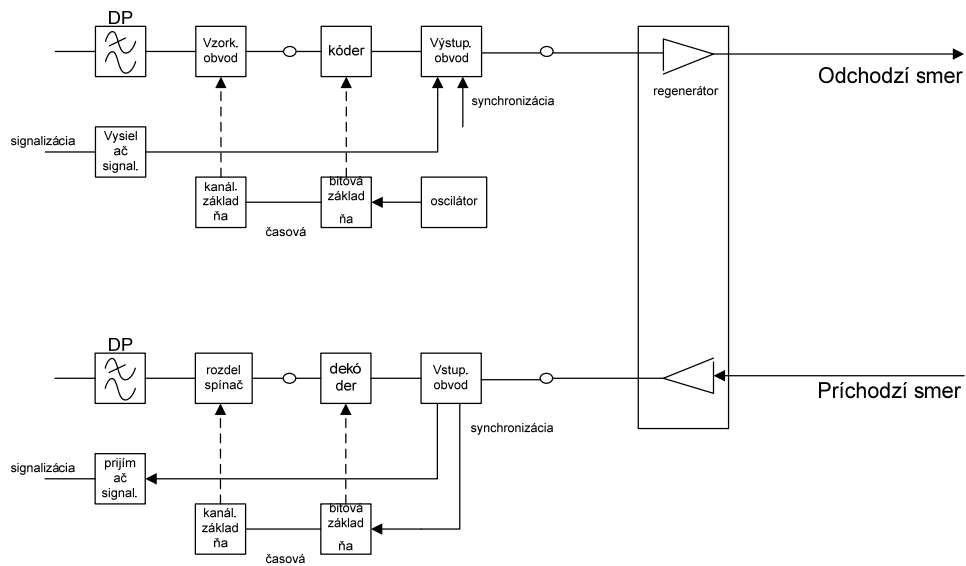 DP
Vzork.
obvod
kóder
Výstup.
obvod
synchronizácia
regenerátor
Odchodzí smer
signalizácia
Vysiel
ač
signal.
kanál.
základ
ňa
bitová
základ
ňa
oscilátor
časová
DP
rozdel
spínač
dekó
der
Vstup.
obvod
synchronizácia
Príchodzí smer
signalizácia
prijím
ač
signal.
kanál.
základ
ňa
bitová
základ
ňa
časová